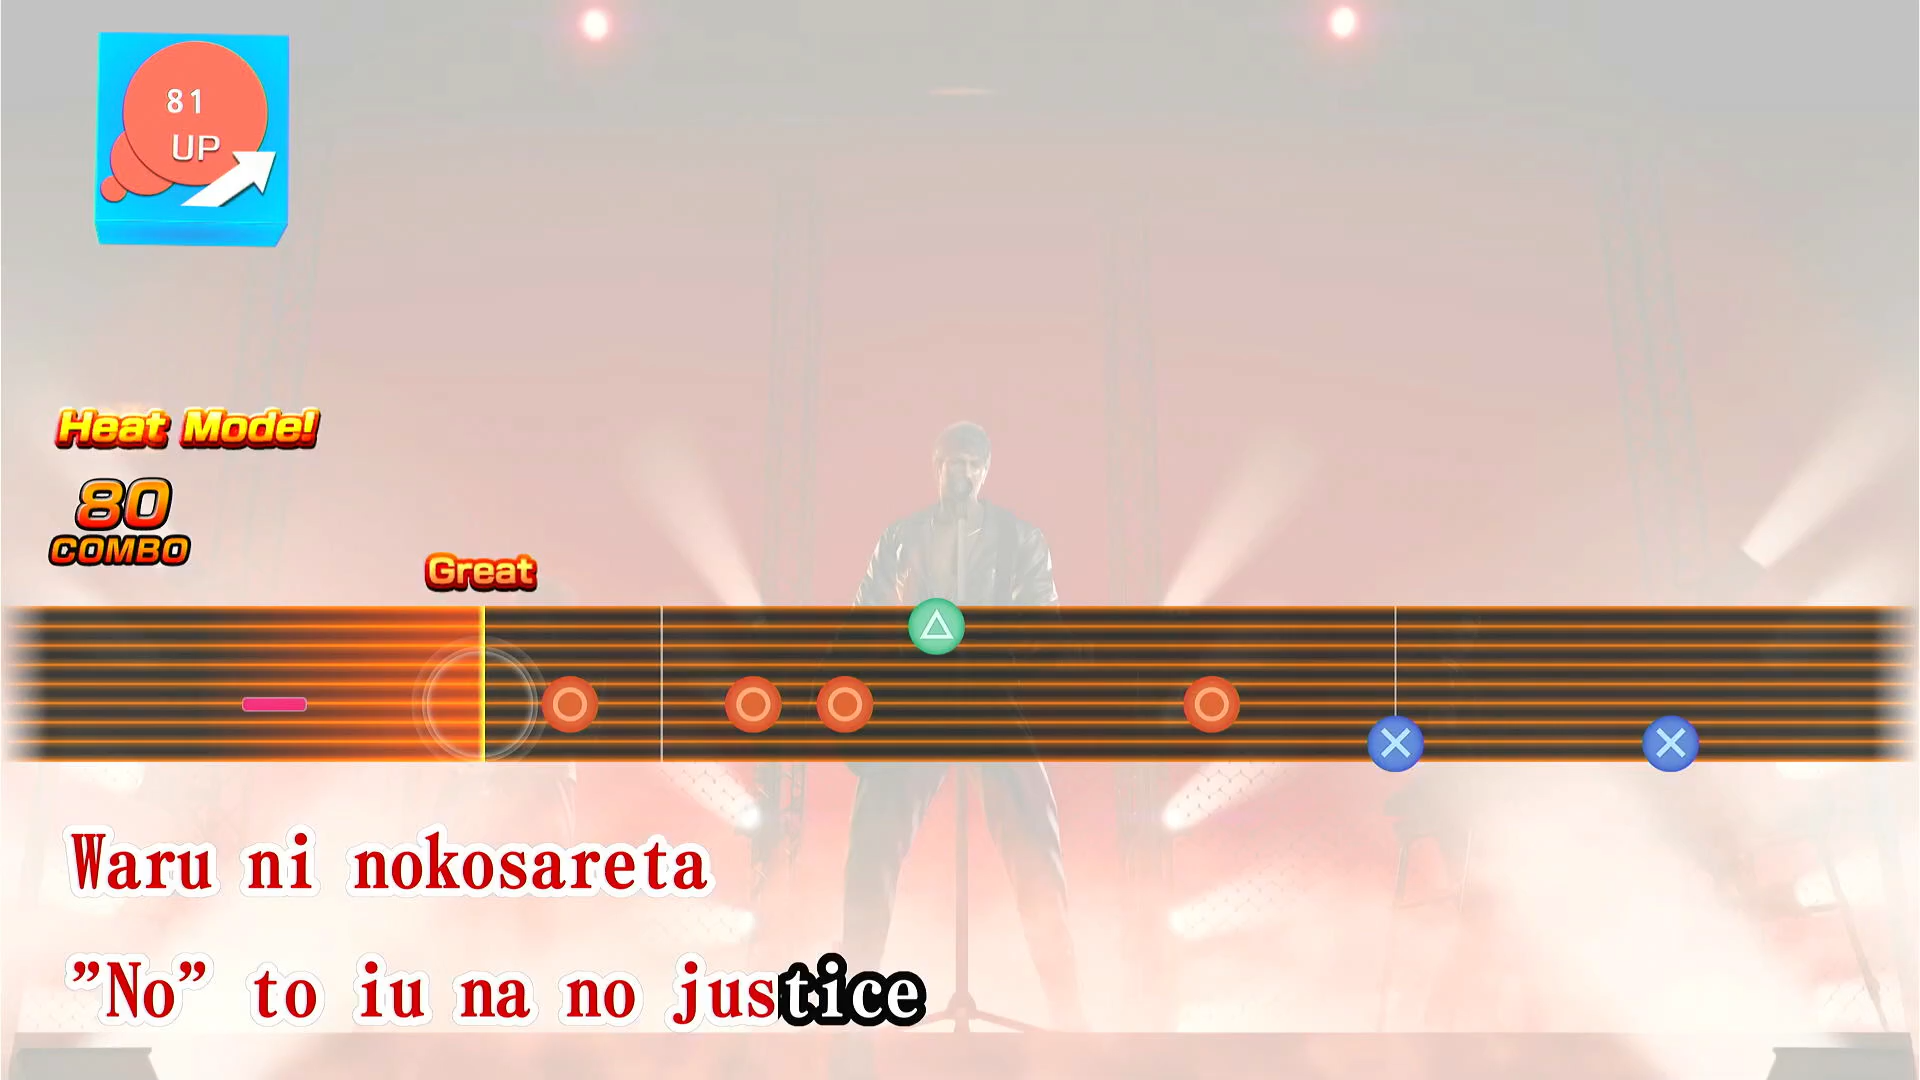 81
UP
Heat Mode!
80
COMBO
Great
Waru ni nokosareta
”No” to iu na no justice